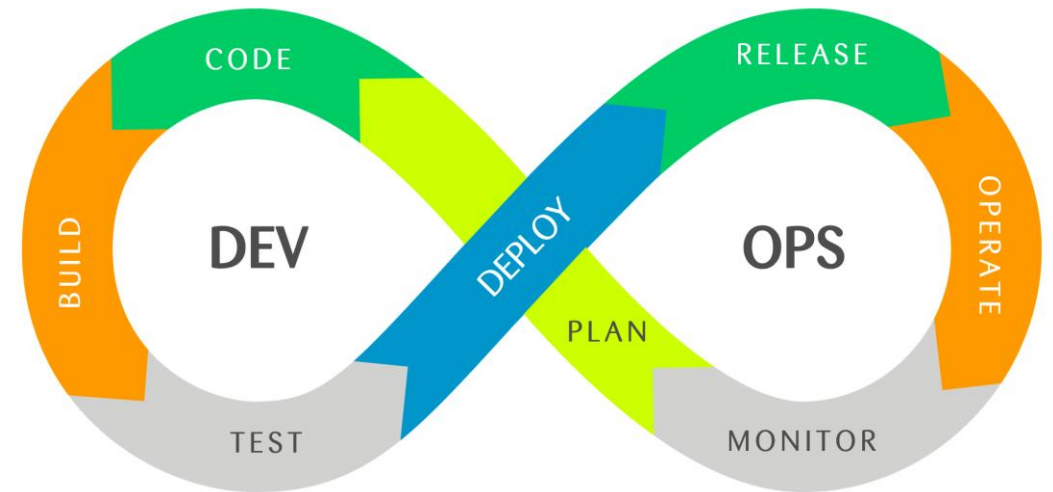 CODE
RELEASE
BUILD
DEV
DEPLOY
OPS
OPERATE
PLAN
TEST
MONITOR